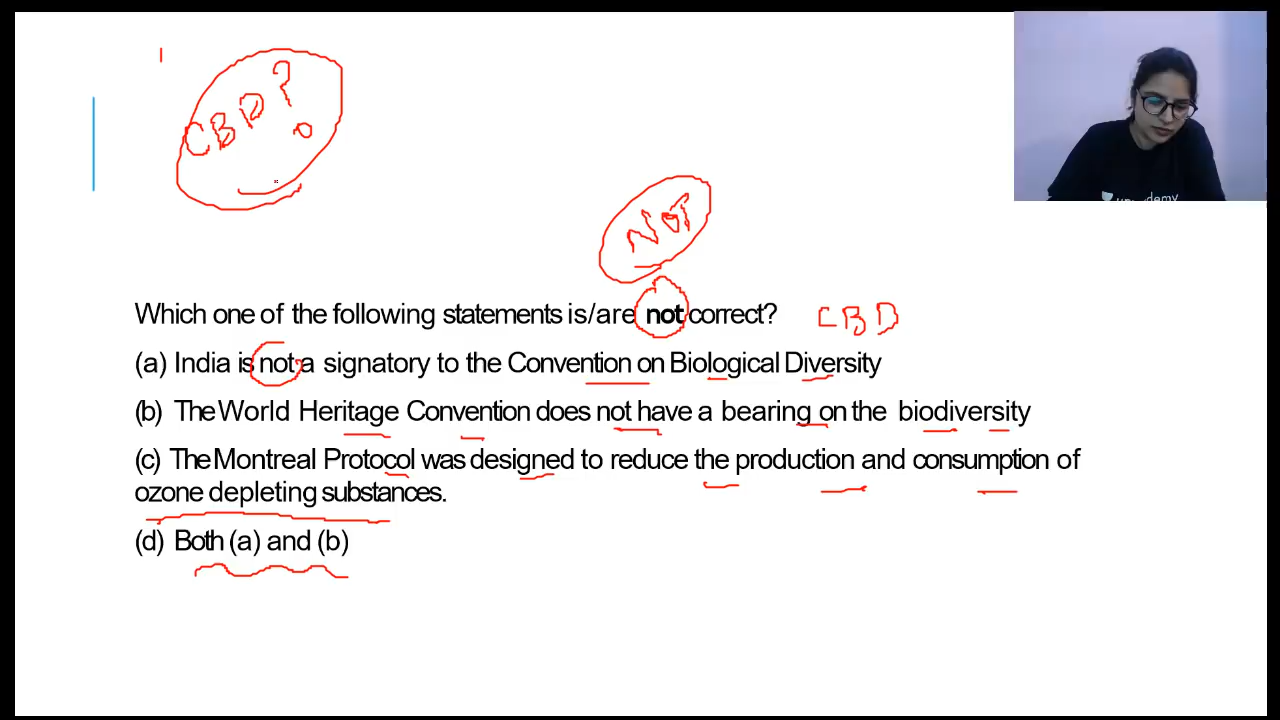 CBD?
NOT
Which one of the following statements is/are not correct? CBD
(a) India is not a signatory to the Convention on Biological Diversity
(b) The World Heritage Convention does not have a bearing on the biodiversity
(c) The Montreal Protocol was designed to reduce the production and consumption of
ozone depleting substances.
(d) Both (a) and (b)